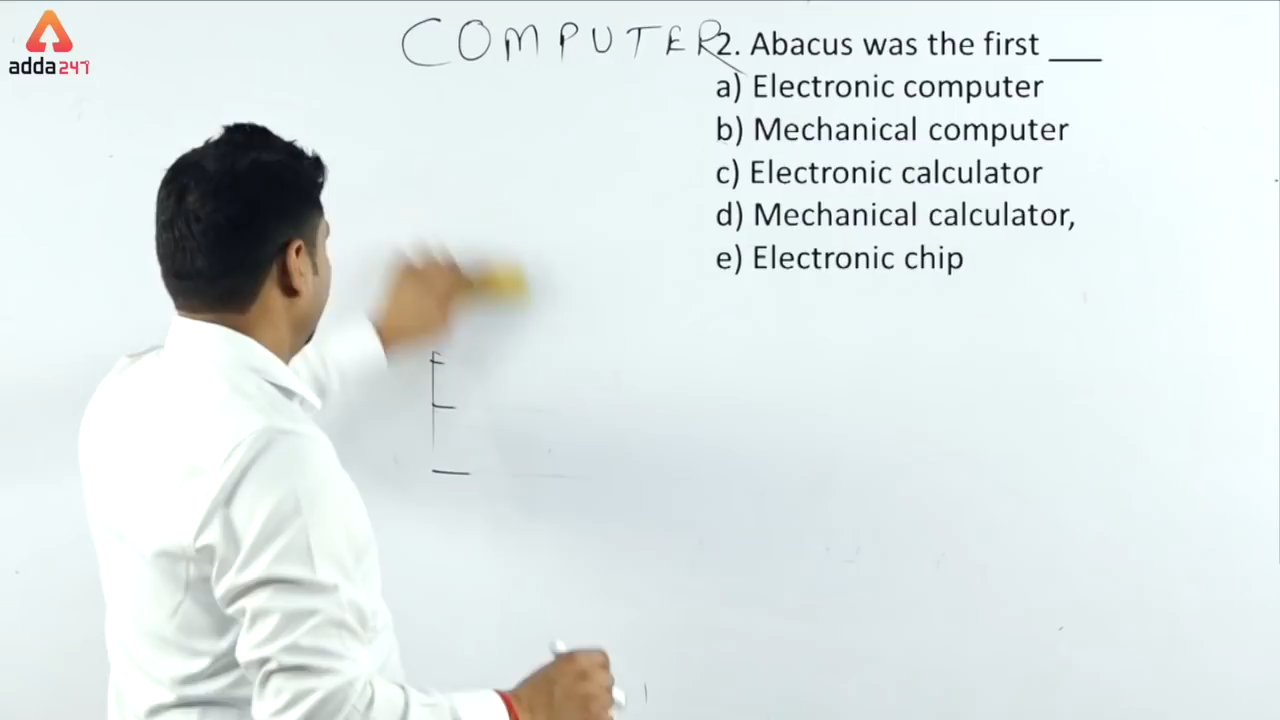 adda247
COMPUTER
2. Abacus was the first ___
a) Electronic computer
b) Mechanical computer
c) Electronic calculator
d) Mechanical calculator,
e) Electronic chip
E